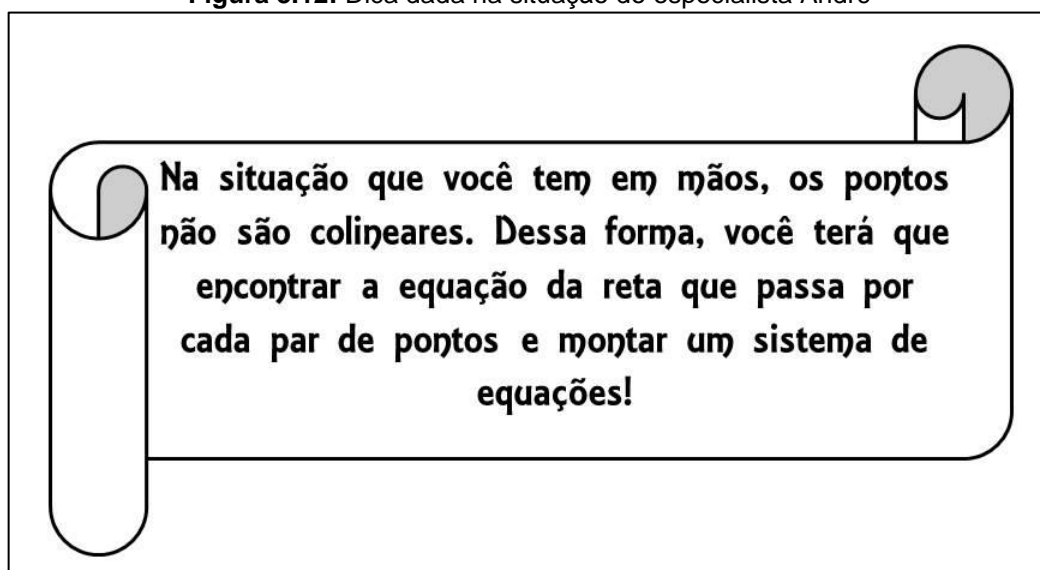 Figura 3.12: Dica dada na situação do especialista André
Na situação que você tem em mãos, os pontos
não são colineares. Dessa forma, você terá que
encontrar a equação da reta que passa por
cada par de pontos e montar um sistema de
equações!